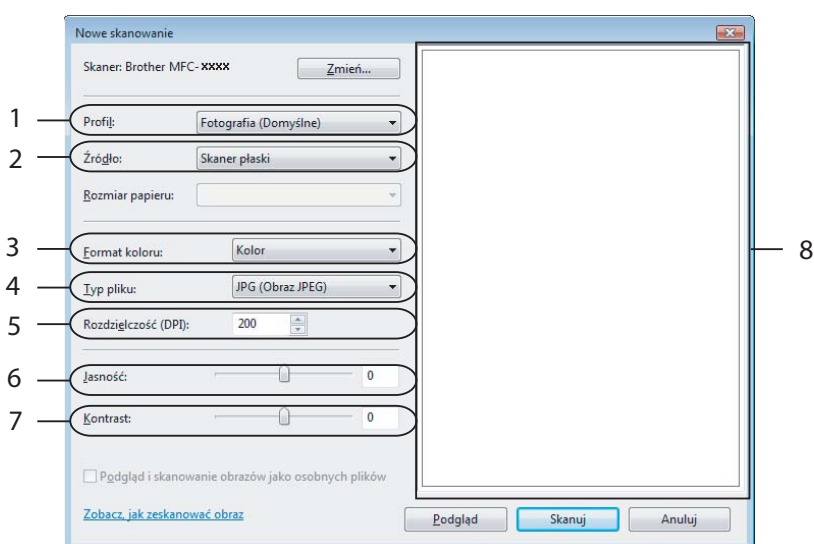 Nowe skanowanie
Skaner: Brother MFC- XXXX Zmień...
1 Profil: Fotografia (Domyślne)
2 Źródło: Skaner płaski
Rozmiar papieru:
3 Format koloru: Kolor
8
4 Typ pliku: JPG (Obraz JPEG)
5 Rozdzielczość (DPI): 200
6 Jasność: 0
7 Kontrast: 0
Podgląd i skanowanie obrazów jako osobnych plików
Zobacz, jak zeskanować obraz
Podgląd Skanuj Anuluj